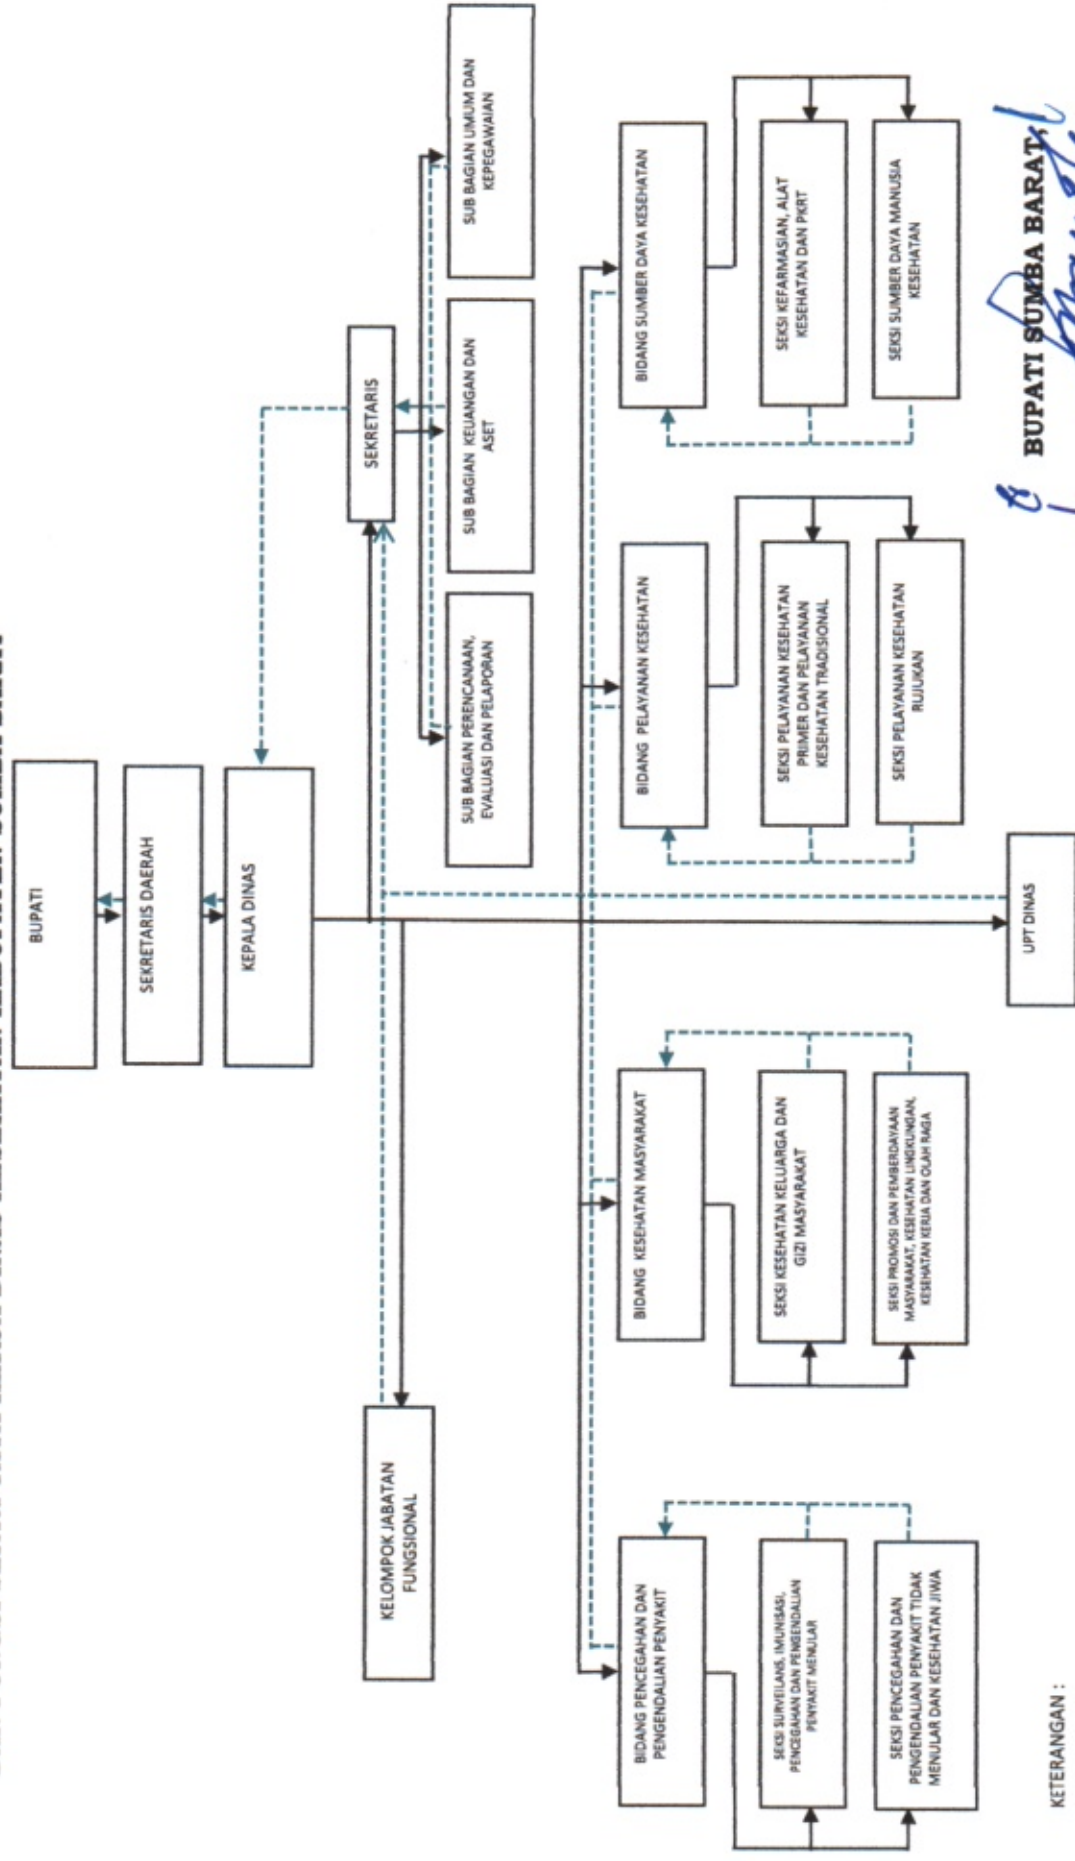 BUPATI
SEKRETARIS DAERAH
KEPALA DINAS
SEKRETARIS
KELOMPOK JABATAN
FUNGSIONAL
SUB BAGIAN PERENCANAAN,
EVALUASI DAN PELAPORAN
SUB BAGIAN KEUANGAN DAN
ASET
SUB BAGIAN UMUM DAN
KEPEGAWAIAN
BIDANG PENCEGAHAN DAN
PENGENDALIAN PENYAKIT
BIDANG KESEHATAN MASYARAKAT
BIDANG PELAYANAN KESEHATAN
BIDANG SUMBER DAYA KESEHATAN
SEKSI SURVEILANS, IMUNISASI,
PENCEGAHAN DAN PENGENDALIAN
PENYAKIT MENULAR
SEKSI KESEHATAN KELUARGA DAN
GIZI MASYARAKAT
SEKSI PELAYANAN KESEHATAN
PRIMER DAN PELAYANAN
KESEHATAN TRADISIONAL
SEKSI KEFARMASIAN, ALAT
KESEHATAN DAN PKRT
SEKSI PENCEGAHAN DAN
PENGENDALIAN PENYAKIT TIDAK
MENULAR DAN KESEHATAN JIWA
SEKSI PROMOSI DAN PEMBERDAYAAN
MASYARAKAT, KESEHATAN LINGKUNGAN,
KESEHATAN KERJA DAN OLAH RAGA
SEKSI PELAYANAN KESEHATAN
RUJUKAN
SEKSI SUMBER DAYA MANUSIA
KESEHATAN
UPT DINAS
BUPATI SUMBA BARAT,
KETERANGAN :